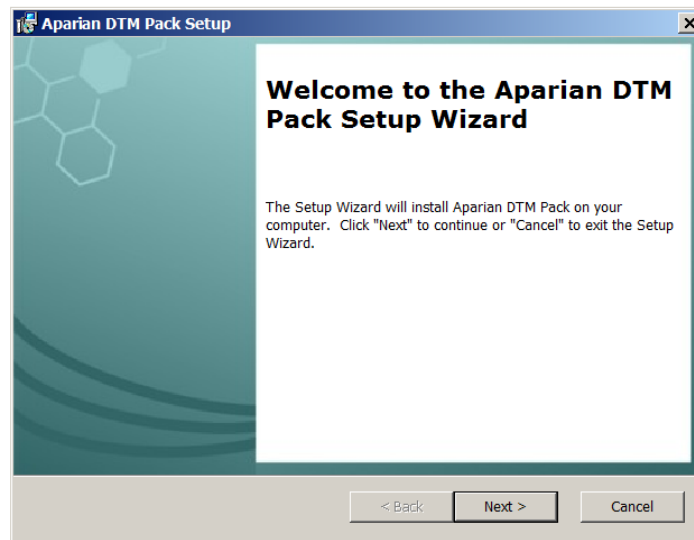 Aparian DTM Pack Setup
Welcome to the Aparian DTM
Pack Setup Wizard
The Setup Wizard will install Aparian DTM Pack on your
computer.  Click "Next" to continue or "Cancel" to exit the Setup
Wizard.
< Back
Next >
Cancel